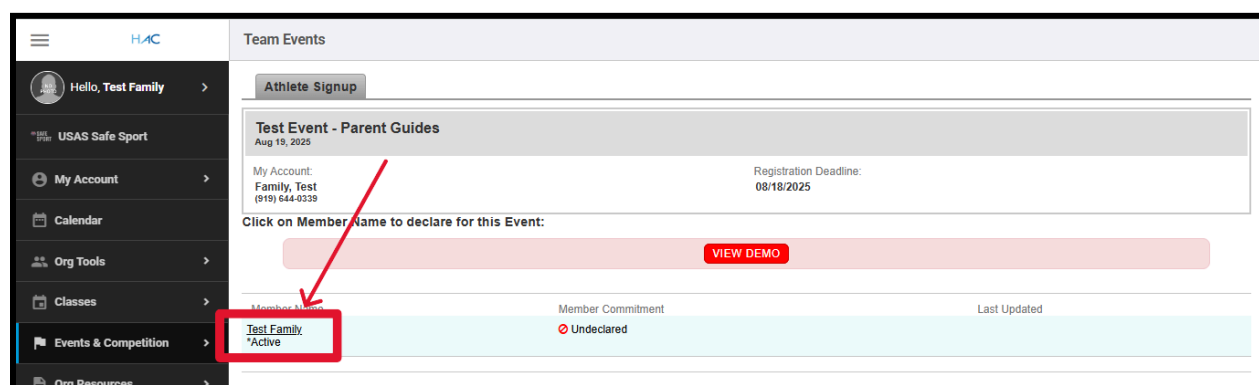 HAC
Team Events
Hello, Test Family
Athlete Signup
USAS Safe Sport
Test Event - Parent Guides
Aug 19, 2025
My Account
My Account:
Registration Deadline:
Family, Test
08/18/2025
(919) 644-0339
Calendar
Click on Member Name to declare for this Event:
Org Tools
VIEW DEMO
Classes
Member Name
Member Commitment
Last Updated
Events & Competition
Test Family
Undeclared
*Active
Org Resources